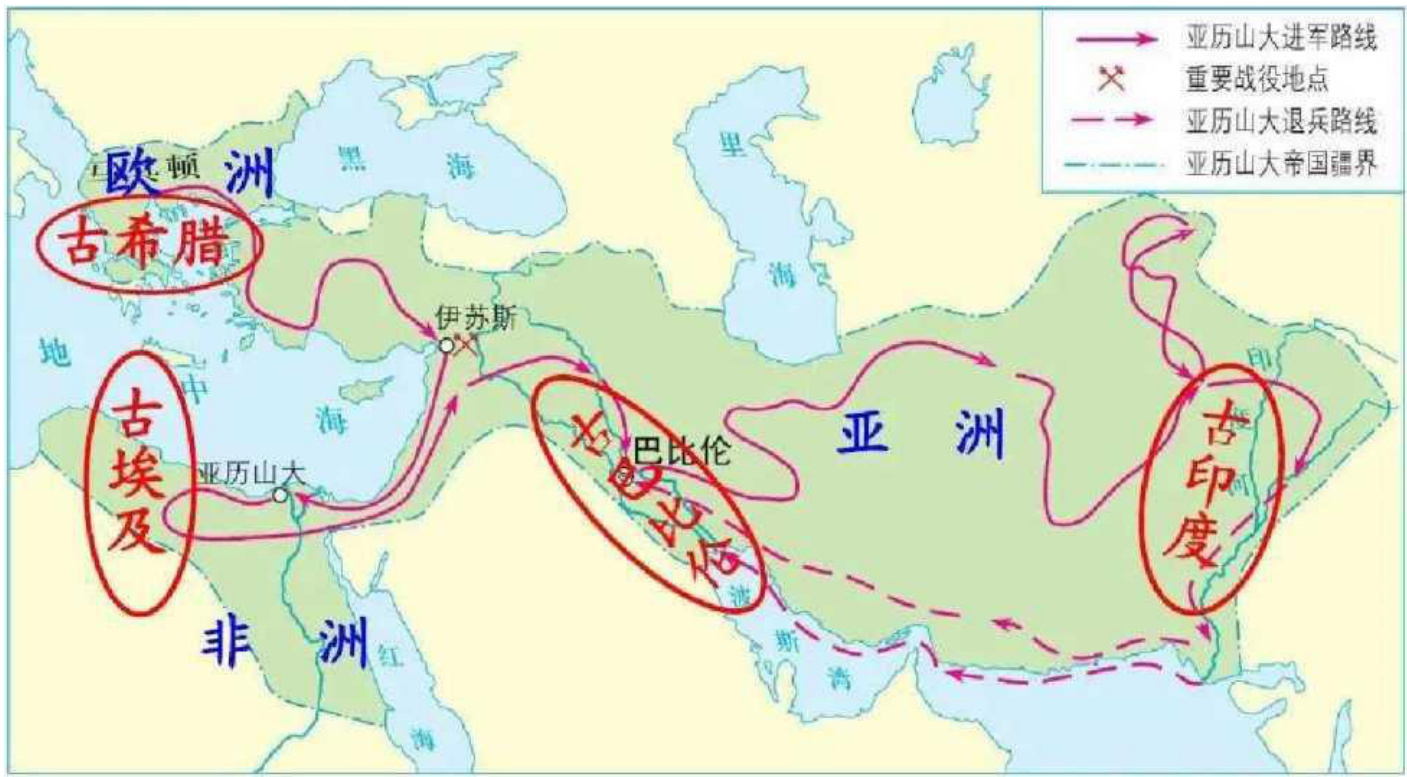 亚历山大进军路线
重要战役地点
亚历山大退兵路线
亚历山大帝国疆界
欧洲
顿
黑海
里海
古希腊
伊苏斯
地中海
古埃及
亚历山大
古巴比伦
巴比伦
亚洲
古印度
印
河
非洲
红海
波斯湾